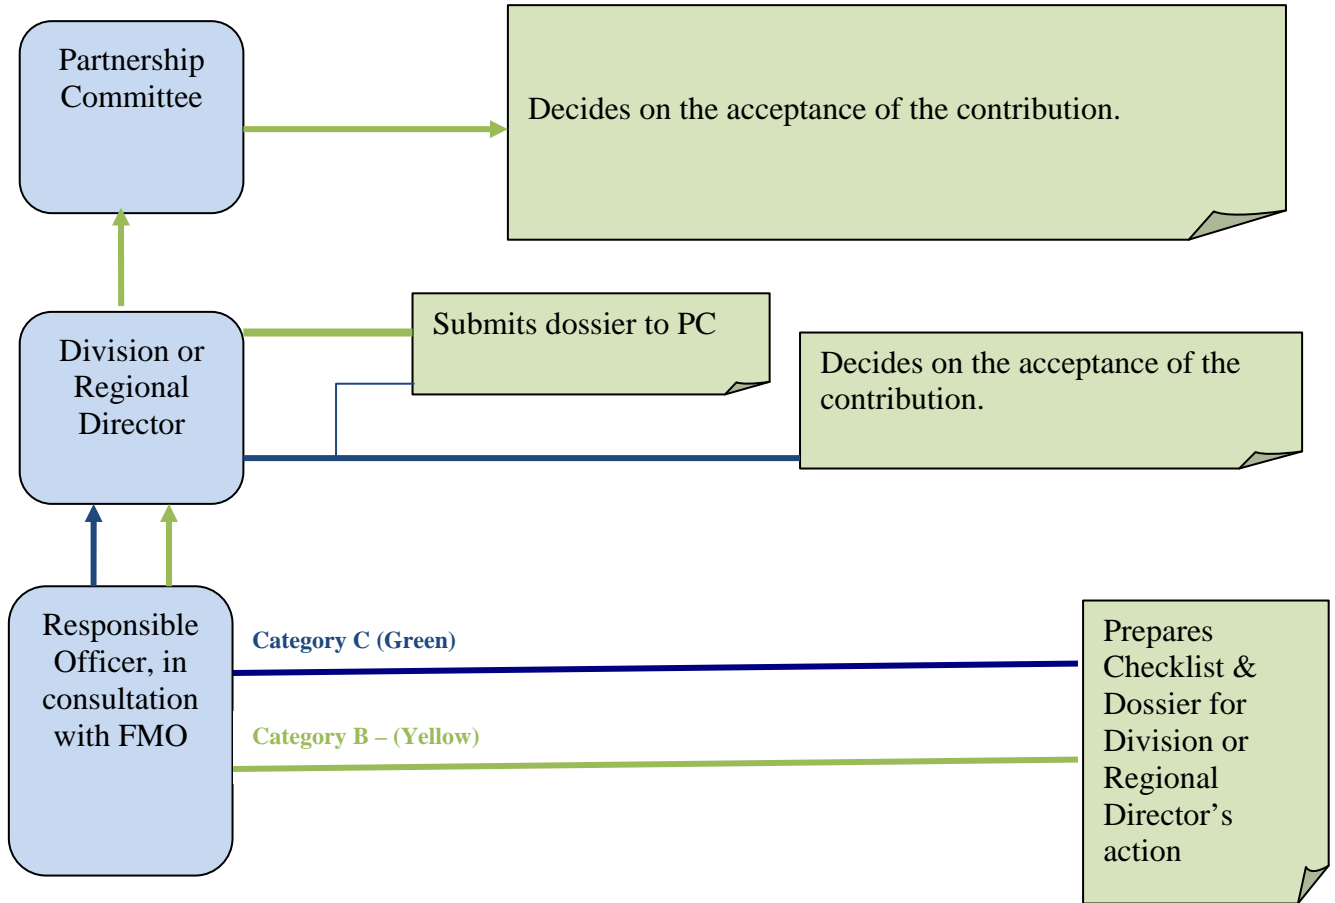 Partnership
Committee
Decides on the acceptance of the contribution.
Division or
Regional
Director
Submits dossier to PC
Decides on the acceptance of the
contribution.
Responsible
Officer, in
consultation
with FMO
Category C (Green)
Category B – (Yellow)
Prepares
Checklist &
Dossier for
Division or
Regional
Director’s
action